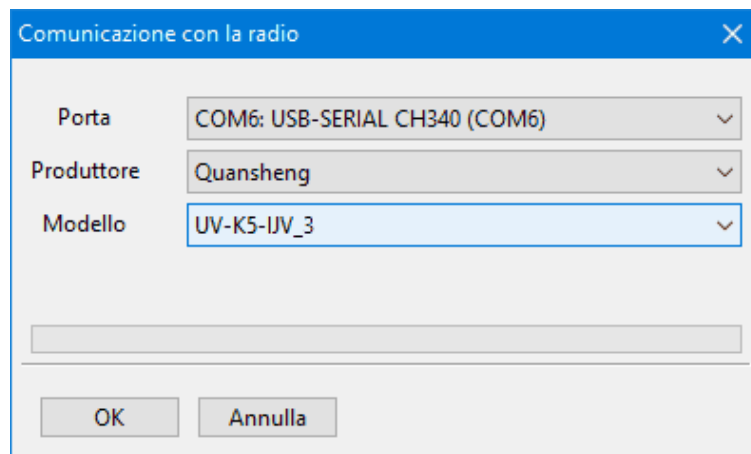 Comunicazione con la radio
Porta COM6: USB-SERIAL CH340 (COM6)
Produttore Quansheng
Modello UV-K5-IJV_3
OK Annulla